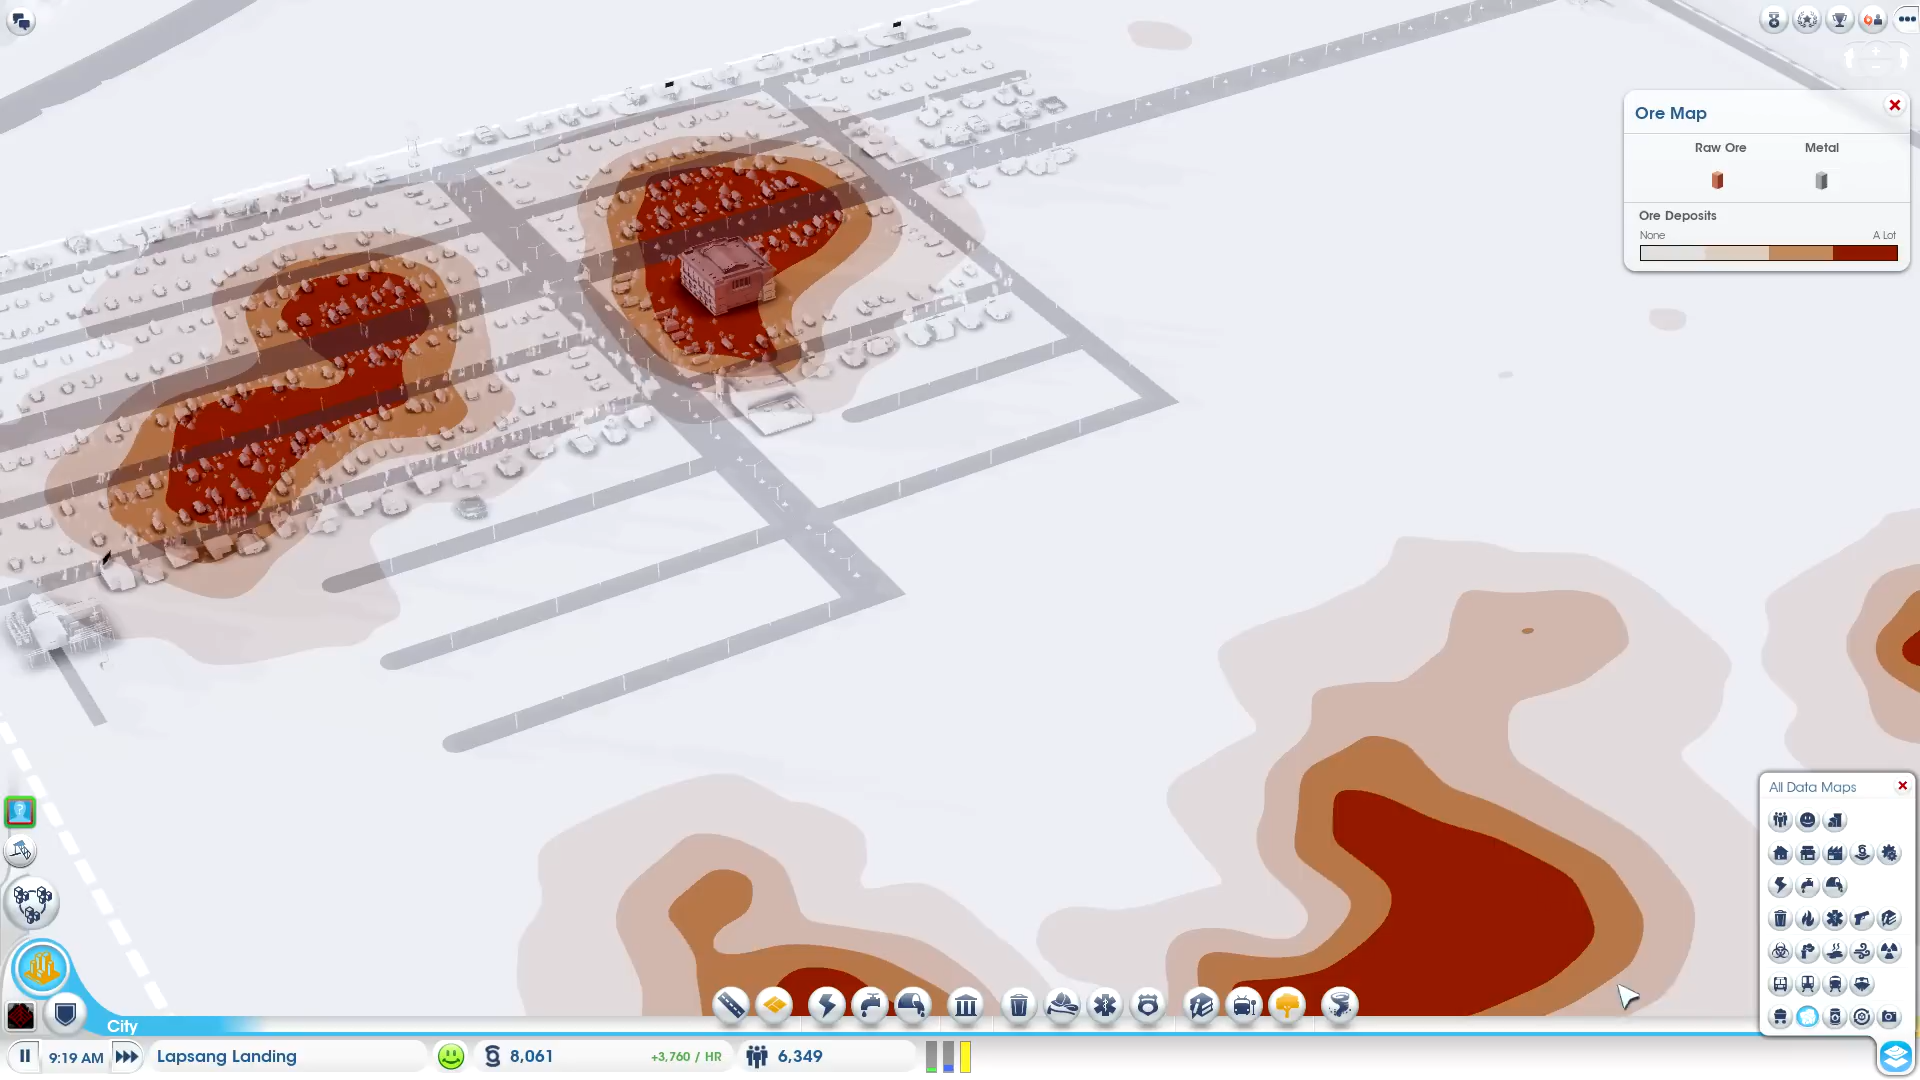 Ore Map
Raw Ore Metal
Ore Deposits
None A Lot
All Data Maps
City
9:19 AM Lapsang Landing 8,061 +3,760 / HR 6,349